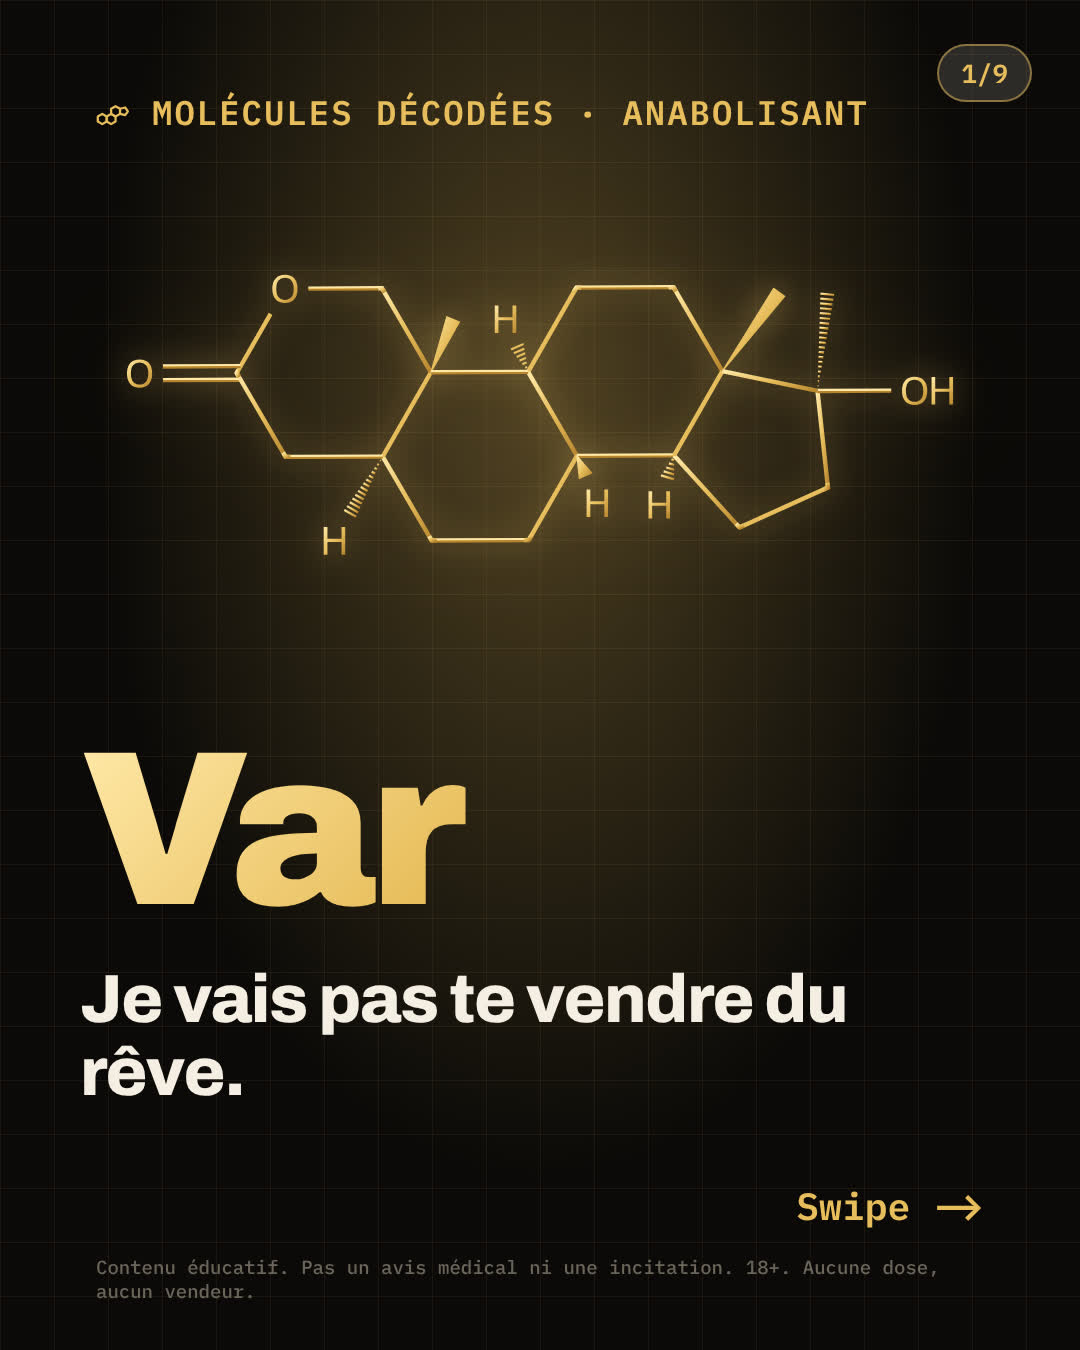 1/9
MOLÉCULES DÉCODÉES · ANABOLISANT
O
H
O
OH
H
H
H
Var
Je vais pas te vendre du
rêve.
Swipe →
Contenu éducatif. Pas un avis médical ni une incitation. 18+. Aucune dose,
aucun vendeur.